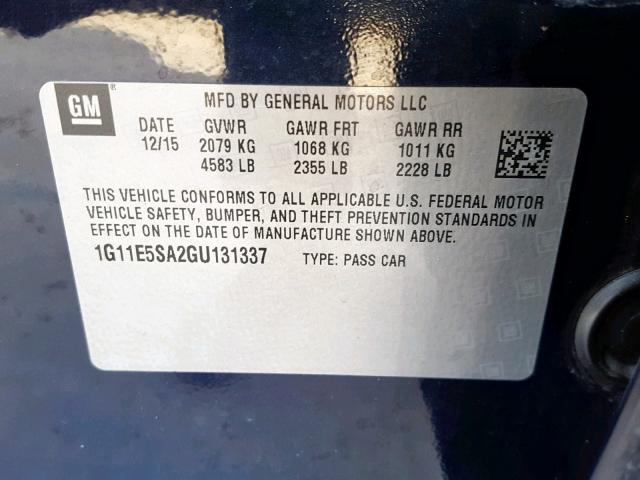 GM ®
MFD BY GENERAL MOTORS LLC
DATE GVWR GAWR FRT GAWR RR
12/15 2079 KG 1068 KG 1011 KG
4583 LB 2355 LB 2228 LB
THIS VEHICLE CONFORMS TO ALL APPLICABLE U.S. FEDERAL MOTOR
VEHICLE SAFETY, BUMPER, AND THEFT PREVENTION STANDARDS IN
EFFECT ON THE DATE OF MANUFACTURE SHOWN ABOVE.
1G11E5SA2GU131337 TYPE: PASS CAR